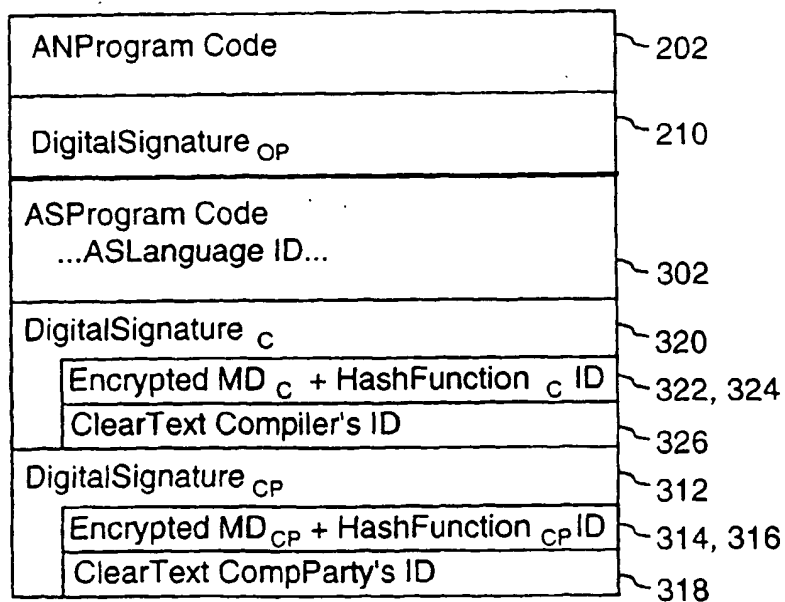 ANProgram Code 202
DigitalSignature OP 210
ASProgram Code
...ASLanguage ID... 302
DigitalSignature C 320
Encrypted MD C + HashFunction C ID 322, 324
ClearText Compiler's ID 326
DigitalSignature CP 312
Encrypted MD CP + HashFunction CP ID 314, 316
ClearText CompParty's ID 318